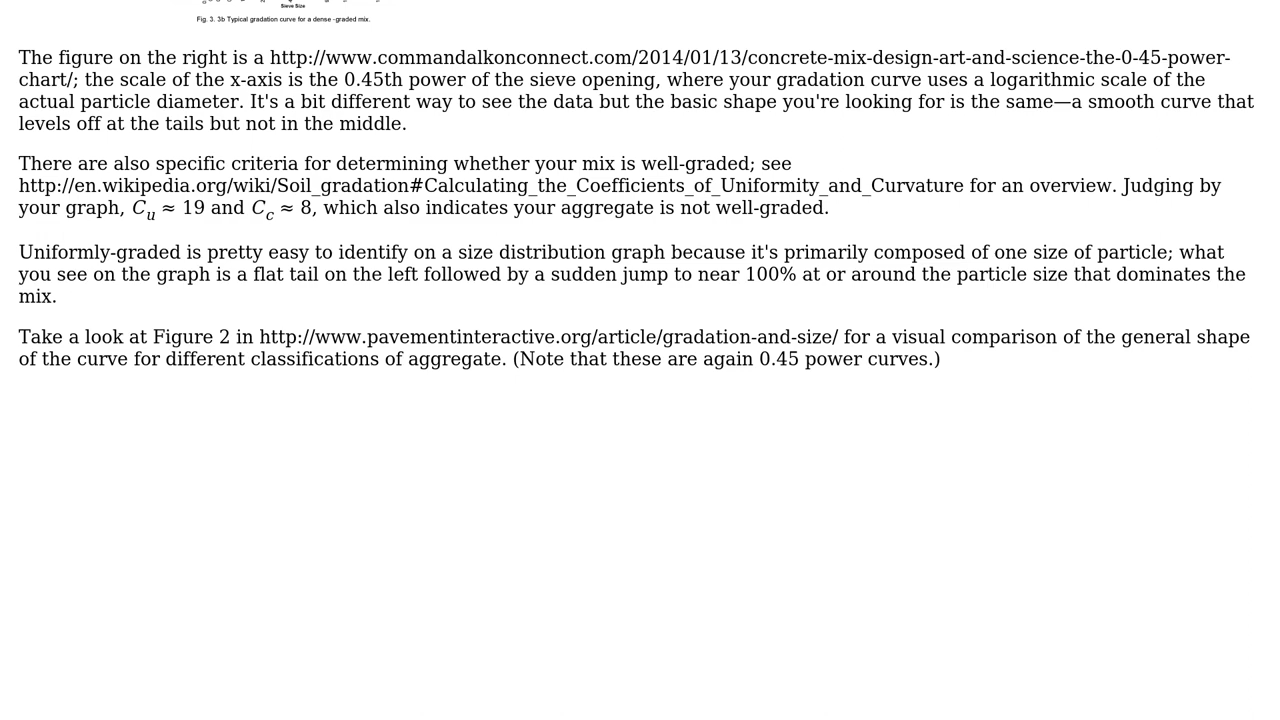 Sieve Size
Fig. 3. 3b Typical gradation curve for a dense -graded mix.
The figure on the right is a http://www.commandalkonconnect.com/2014/01/13/concrete-mix-design-art-and-science-the-0-45-power-
chart/; the scale of the x-axis is the 0.45th power of the sieve opening, where your gradation curve uses a logarithmic scale of the
actual particle diameter. It's a bit different way to see the data but the basic shape you're looking for is the same—a smooth curve that
levels off at the tails but not in the middle.
There are also specific criteria for determining whether your mix is well-graded; see
http://en.wikipedia.org/wiki/Soil_gradation#Calculating_the_Coefficients_of_Uniformity_and_Curvature for an overview. Judging by
your graph, C_u ≈ 19 and C_c ≈ 8, which also indicates your aggregate is not well-graded.
Uniformly-graded is pretty easy to identify on a size distribution graph because it's primarily composed of one size of particle; what
you see on the graph is a flat tail on the left followed by a sudden jump to near 100% at or around the particle size that dominates the
mix.
Take a look at Figure 2 in http://www.pavementinteractive.org/article/gradation-and-size/ for a visual comparison of the general shape
of the curve for different classifications of aggregate. (Note that these are again 0.45 power curves.)